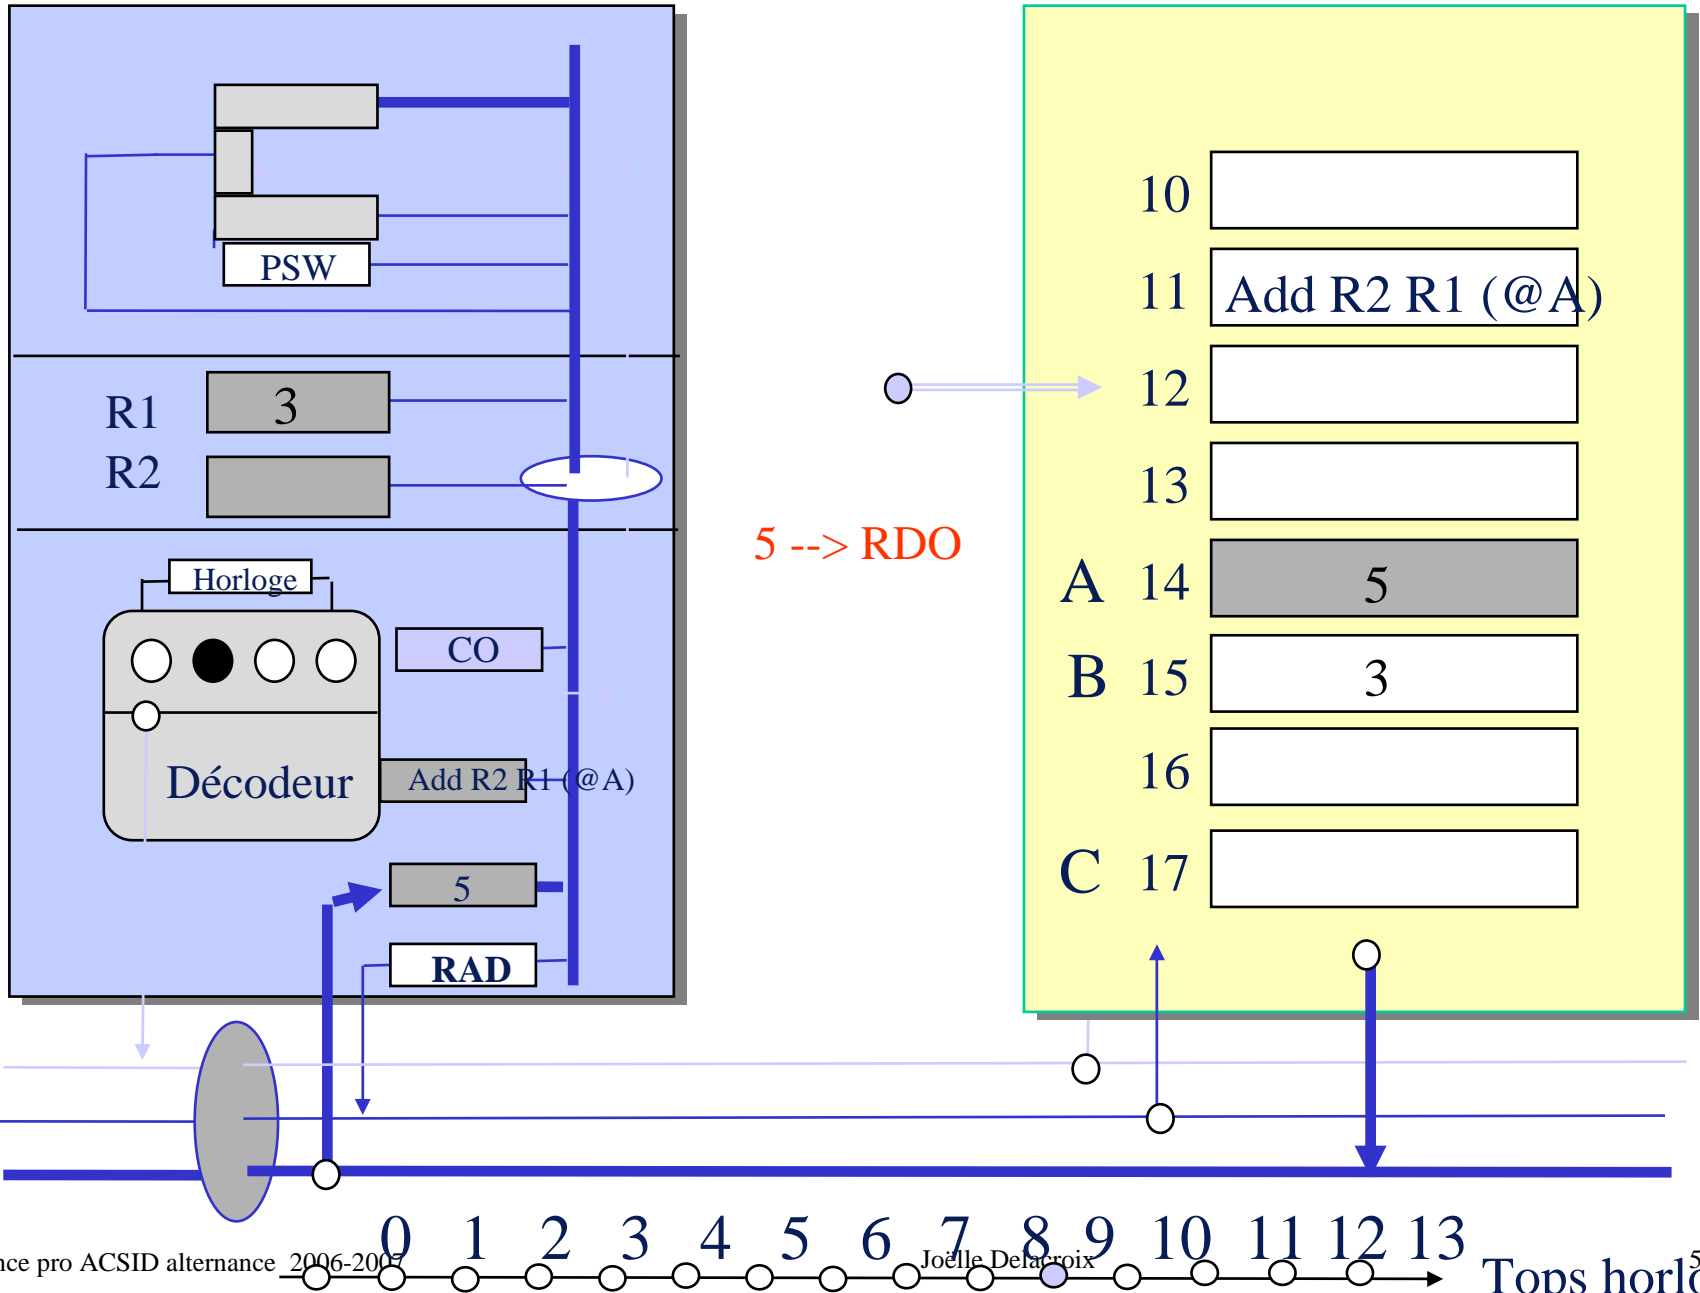 PSW
R1 3
R2
Horloge
CO
Décodeur
Add R2 R1 (@A)
5
RAD
5 --> RDO
10
11 Add R2 R1 (@A)
12
13
A 14 5
B 15 3
16
C 17
0 1 2 3 4 5 6 7 8 9 10 11 12 13
pro ACSID alternance 2006-2007
Joëlle Delacroix
Tops